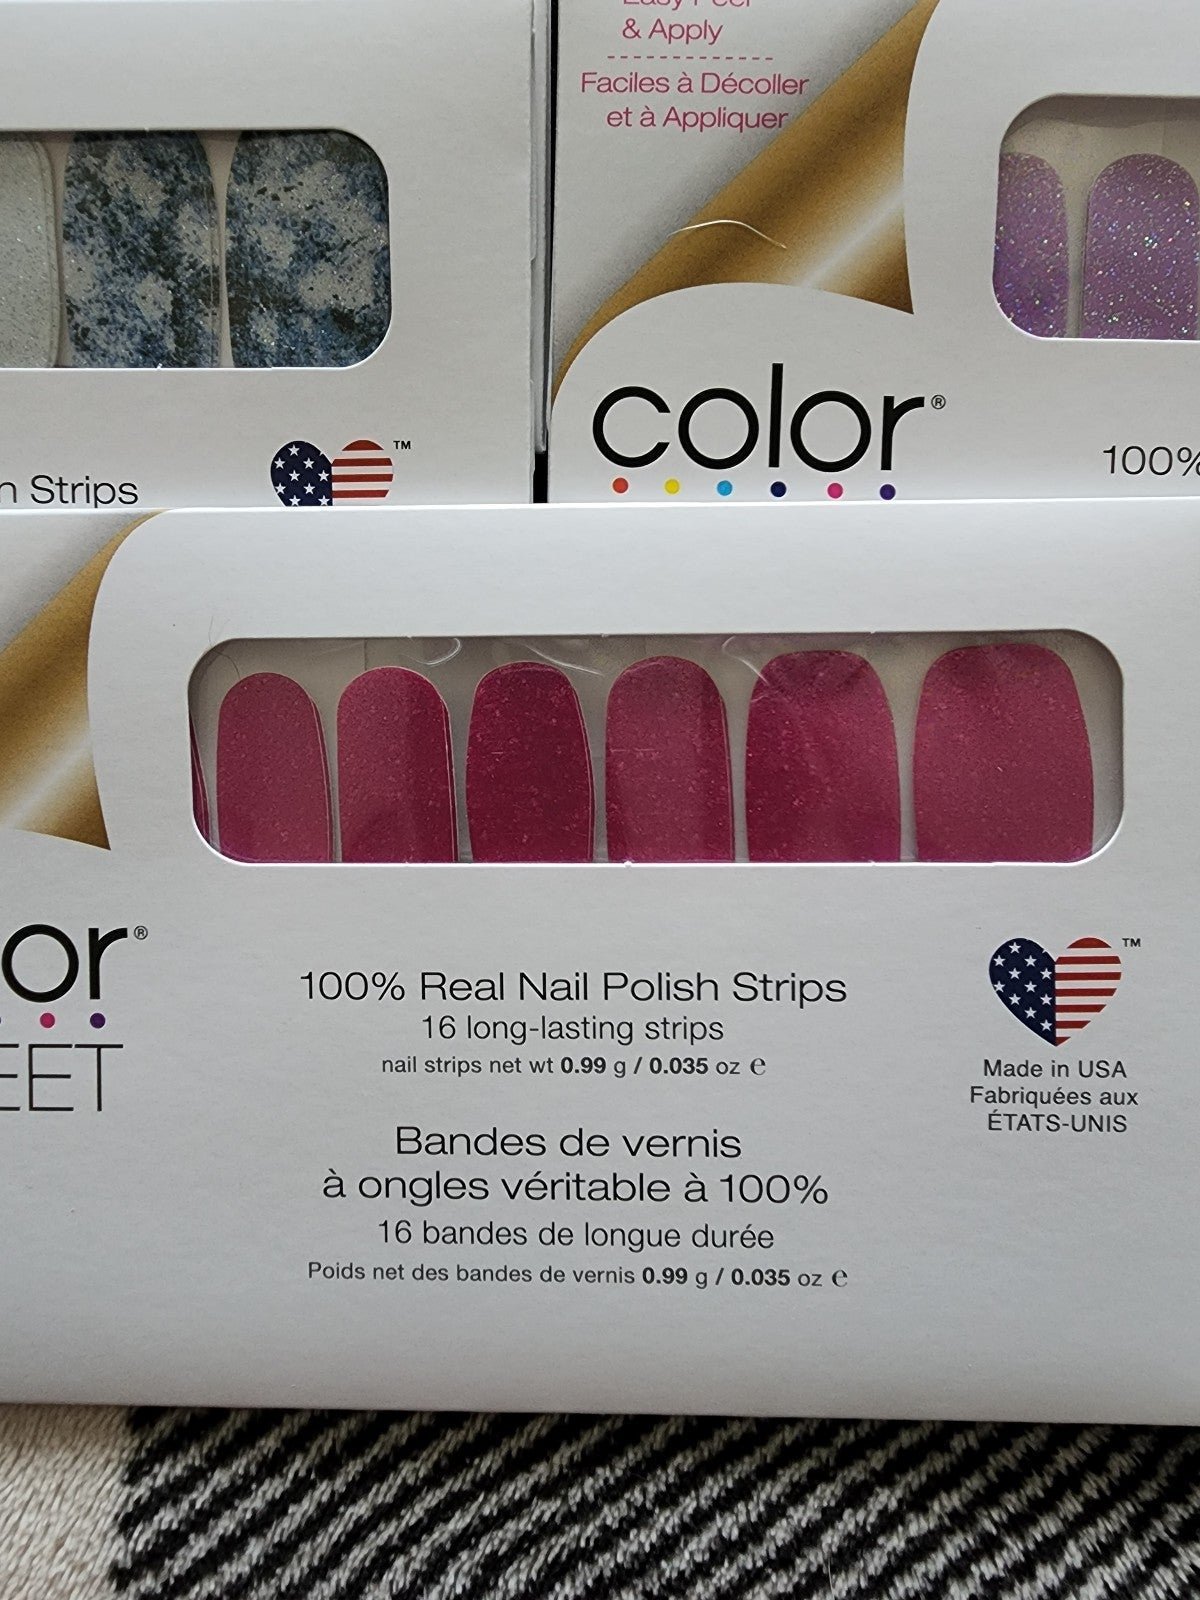 & Apply
Faciles à Décoller
et à Appliquer
color®
100%
n Strips
™
or®
EET
100% Real Nail Polish Strips
16 long-lasting strips
nail strips net wt 0.99 g / 0.035 oz ℮
Bandes de vernis
à ongles véritable à 100%
16 bandes de longue durée
Poids net des bandes de vernis 0.99 g / 0.035 oz ℮
™
Made in USA
Fabriquées aux
ÉTATS-UNIS